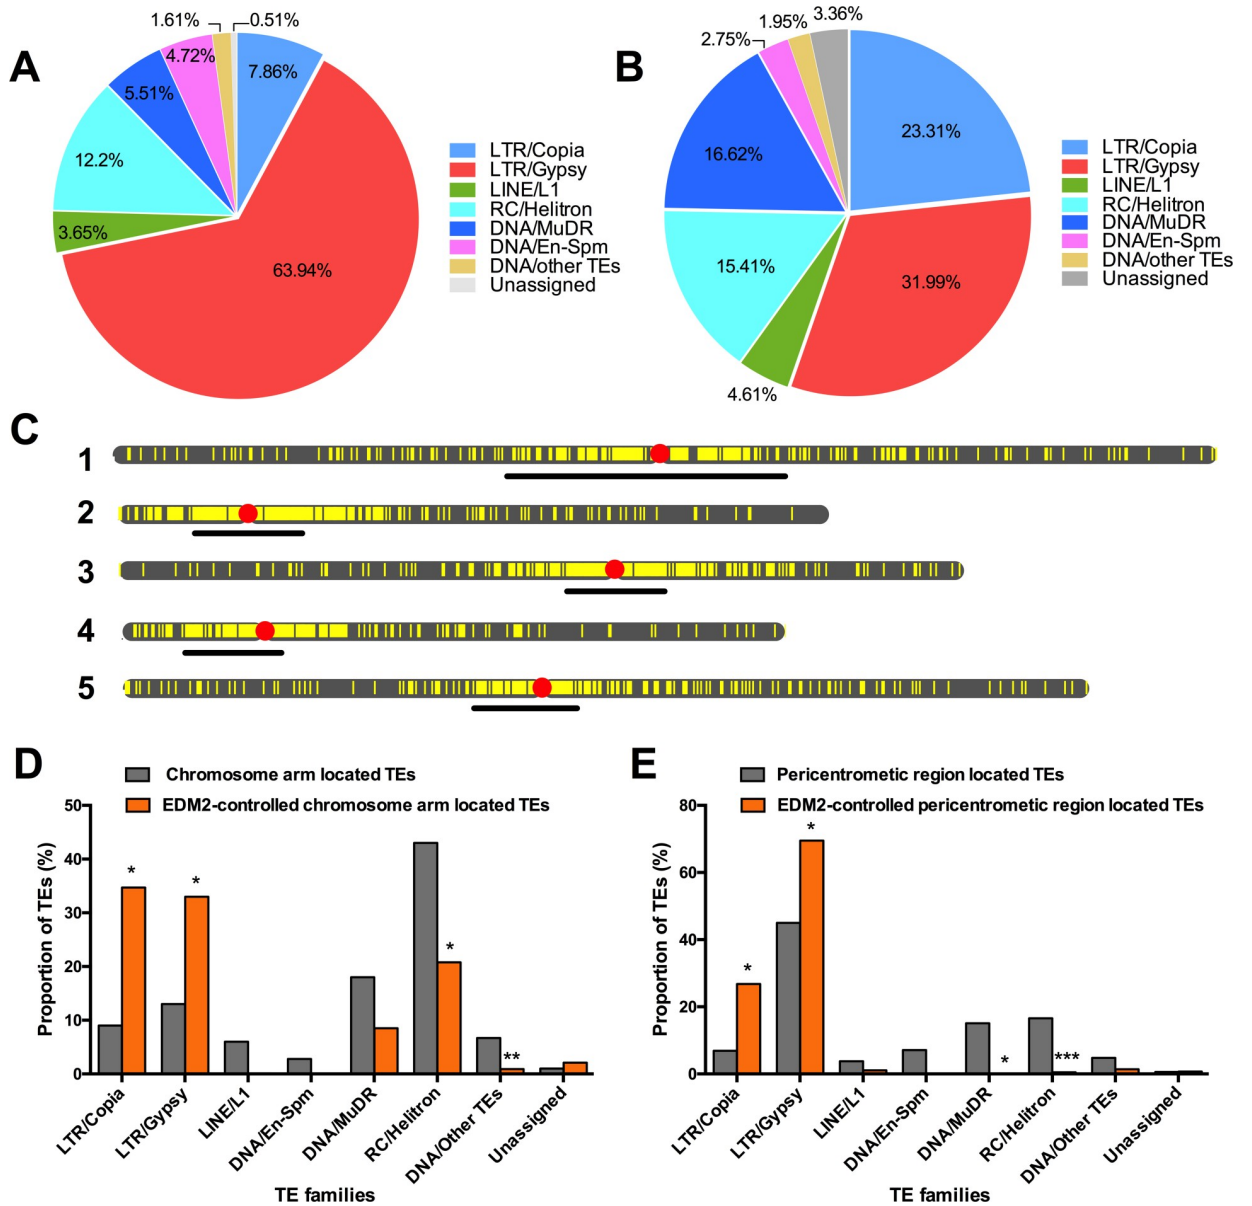 A
1.61%
0.51%
7.86%
4.72%
5.51%
12.2%
3.65%
63.94%
LTR/Copia
LTR/Gypsy
LINE/L1
RC/Helitron
DNA/MuDR
DNA/En-Spm
DNA/other TEs
Unassigned
B
3.36%
1.95%
2.75%
23.31%
16.62%
15.41%
31.99%
4.61%
LTR/Copia
LTR/Gypsy
LINE/L1
RC/Helitron
DNA/MuDR
DNA/En-Spm
DNA/other TEs
Unassigned
C
1
2
3
4
5
D
Chromosome arm located TEs
EDM2-controlled chromosome arm located TEs
Proportion of TEs (%)
50
40
30
20
10
0
*
*
*
**
LTR/Copia
LTR/Gypsy
LINE/L1
DNA/En-Spm
DNA/MuDR
RC/Helitron
DNA/Other TEs
Unassigned
TE families
E
Pericentrometic region located TEs
EDM2-controlled pericentrometic region located TEs
Proportion of TEs (%)
80
60
40
20
0
*
*
*
***
LTR/Copia
LTR/Gypsy
LINE/L1
DNA/En-Spm
DNA/MuDR
RC/Helitron
DNA/Other TEs
Unassigned
TE families